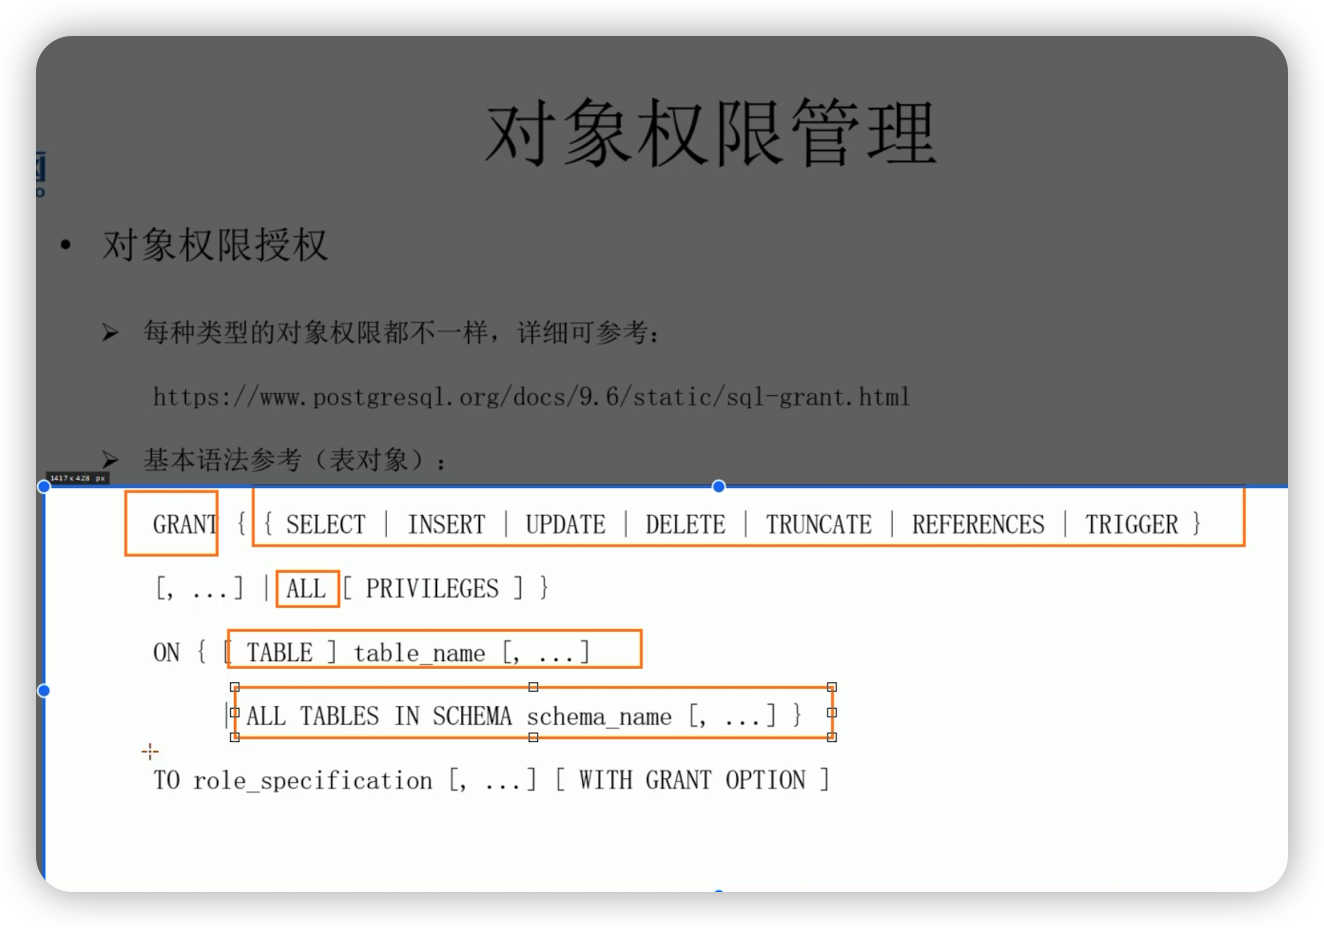 对象权限管理
• 对象权限授权
➢ 每种类型的对象权限都不一样，详细可参考：
https://www.postgresql.org/docs/9.6/static/sql-grant.html
➢ 基本语法参考（表对象）：
1417 x 428 px
GRANT { { SELECT | INSERT | UPDATE | DELETE | TRUNCATE | REFERENCES | TRIGGER }
[, ...] | ALL [ PRIVILEGES ] }
ON { [ TABLE ] table_name [, ...]
| ALL TABLES IN SCHEMA schema_name [, ...] }
TO role_specification [, ...] [ WITH GRANT OPTION ]